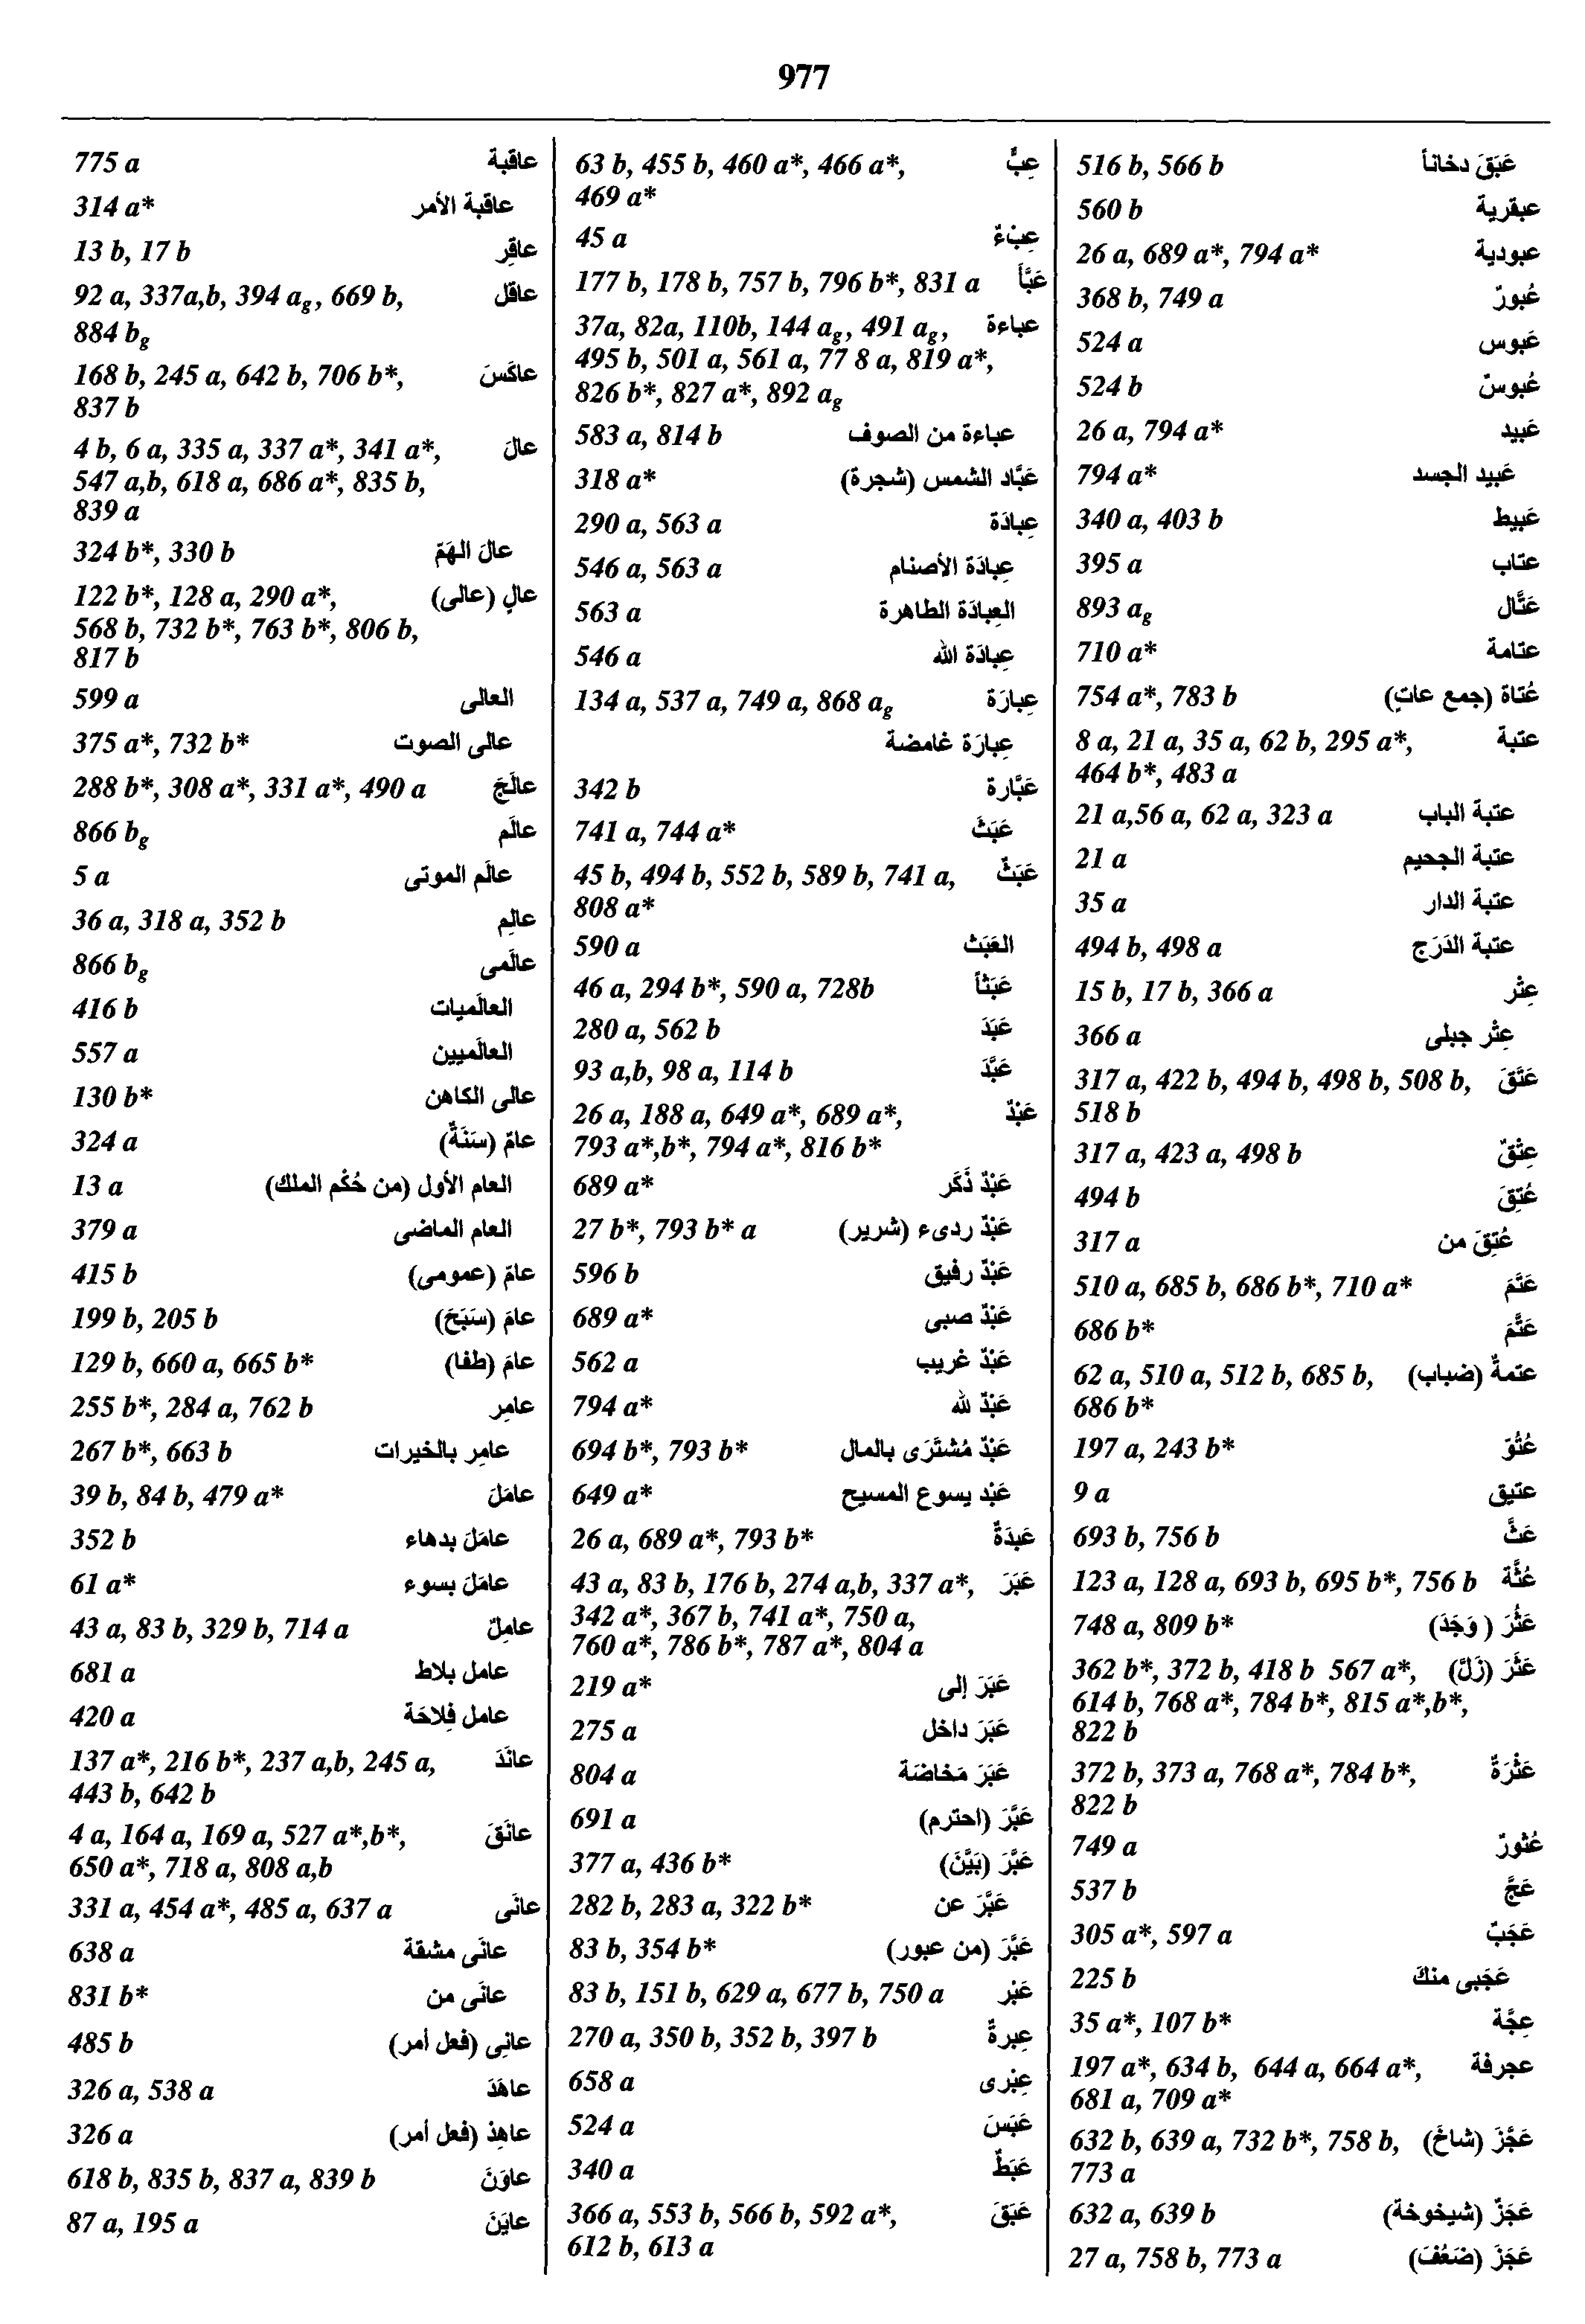 977
775 a عاقبة
314 a* عاقبة الأمر
13 b, 17 b عاقِر
92 a, 337a,b, 394 ag, 669 b, عاقل
884 bg
168 b, 245 a, 642 b, 706 b*, عاكَسَ
837 b
4 b, 6 a, 335 a, 337 a*, 341 a*, عالَ
547 a,b, 618 a, 686 a*, 835 b,
839 a
324 b*, 330 b عالَ الهَمّ
122 b*, 128 a, 290 a*, عالٍ (عالى)
568 b, 732 b*, 763 b*, 806 b,
817 b
599 a العالى
375 a*, 732 b* عالى الصوت
288 b*, 308 a*, 331 a*, 490 a عالَجَ
866 bg عالَم
5 a عالَم الموتى
36 a, 318 a, 352 b عالِم
866 bg عالَمى
416 b العالَميات
557 a العالَميين
130 b* عالى الكاهن
324 a عامّ (سَنَةٌ)
13 a العام الأول (من حُكْم الملك)
379 a العام الماضى
415 b عامّ (عمومى)
199 b, 205 b عامَ (سَبَحَ)
129 b, 660 a, 665 b* عامَ (طفا)
255 b*, 284 a, 762 b عامِر
267 b*, 663 b عامِر بالخيرات
39 b, 84 b, 479 a* عامَلَ
352 b عامَلَ بدهاء
61 a* عامَلَ بسوء
43 a, 83 b, 329 b, 714 a عامِلٌ
681 a عامل بلاط
420 a عامل فِلاحَة
137 a*, 216 b*, 237 a,b, 245 a, عانَدَ
443 b, 642 b
4 a, 164 a, 169 a, 527 a*,b*, عانَقَ
650 a*, 718 a, 808 a,b
331 a, 454 a*, 485 a, 637 a عانَى
638 a عانَى مشقة
831 b* عانَى من
485 b عانِى (فعل أمر)
326 a, 538 a عاهَدَ
326 a عاهِدْ (فعل أمر)
618 b, 835 b, 837 a, 839 b عاوَنَ
87 a, 195 a عايَنَ
63 b, 455 b, 460 a*, 466 a*, عِبٌّ
469 a*
45 a عِبْءٌ
177 b, 178 b, 757 b, 796 b*, 831 a عَبَّأَ
37a, 82a, 110b, 144 ag, 491 ag, عباءة
495 b, 501 a, 561 a, 77 8 a, 819 a*,
826 b*, 827 a*, 892 ag
583 a, 814 b عباءة من الصوف
318 a* عَبَّاد الشمس (شجرة)
290 a, 563 a عِبادَة
546 a, 563 a عِبادَة الأصنام
563 a العِبادَة الطاهرة
546 a عِبادَة الله
134 a, 537 a, 749 a, 868 ag عِبارَة
عِبارَة غامضة
342 b عَبَّارة
741 a, 744 a* عَبَثَ
45 b, 494 b, 552 b, 589 b, 741 a, عَبَثٌ
808 a*
590 a العَبَث
46 a, 294 b*, 590 a, 728b عَبَثاً
280 a, 562 b عَبَدَ
93 a,b, 98 a, 114 b عَبَّدَ
26 a, 188 a, 649 a*, 689 a*, عَبْدٌ
793 a*,b*, 794 a*, 816 b*
689 a* عَبْدٌ ذَكَر
27 b*, 793 b* a عَبْدٌ ردىء (شرير)
596 b عَبْدٌ رفيق
689 a* عَبْدٌ صبى
562 a عَبْدٌ غريب
794 a* عَبْدٌ لله
694 b*, 793 b* عَبْدٌ مُشتَرَى بالمال
649 a* عَبْد يسوع المسيح
26 a, 689 a*, 793 b* عَبدَةٌ
43 a, 83 b, 176 b, 274 a,b, 337 a*, عَبَرَ
342 a*, 367 b, 741 a*, 750 a,
760 a*, 786 b*, 787 a*, 804 a
219 a* عَبَرَ إلى
275 a عَبَرَ داخل
804 a عَبَرَ مَخاضَة
691 a عَبَّرَ (احترم)
377 a, 436 b* عَبَّرَ (بَيَّنَ)
282 b, 283 a, 322 b* عَبَّرَ عن
83 b, 354 b* عَبَّرَ (من عبور)
83 b, 151 b, 629 a, 677 b, 750 a عَبْر
270 a, 350 b, 352 b, 397 b عِبرةٌ
658 a عِبْرى
524 a عَبَسَ
340 a عَبَطٌ
366 a, 553 b, 566 b, 592 a*, عَبَقَ
612 b, 613 a
516 b, 566 b عَبَقَ دخاناً
560 b عبقرية
26 a, 689 a*, 794 a* عبودية
368 b, 749 a عُبورٌ
524 a عَبوس
524 b عُبوسٌ
26 a, 794 a* عَبيد
794 a* عَبيد الجسد
340 a, 403 b عَبيط
395 a عتاب
893 ag عَتَّال
710 a* عتامة
754 a*, 783 b عُتاة (جمع عاتٍ)
8 a, 21 a, 35 a, 62 b, 295 a*, عتبة
464 b*, 483 a
21 a,56 a, 62 a, 323 a عتبة الباب
21 a عتبة الجحيم
35 a عتبة الدار
494 b, 498 a عتبة الدَرَج
15 b, 17 b, 366 a عِتْر
366 a عِتْر جبلى
317 a, 422 b, 494 b, 498 b, 508 b, عَتَقَ
518 b
317 a, 423 a, 498 b عِتْقٌ
494 b عُتِقَ
317 a عُتِقَ من
510 a, 685 b, 686 b*, 710 a* عَتَمَ
686 b* عَتَّمَ
62 a, 510 a, 512 b, 685 b, عتمةٌ (ضباب)
686 b*
197 a, 243 b* عُتُوّ
9 a عتيق
693 b, 756 b عَثَّ
123 a, 128 a, 693 b, 695 b*, 756 b عُثَّة
748 a, 809 b* عَثُرَ ( وَجَدَ)
362 b*, 372 b, 418 b 567 a*, عَثَرَ (زَلَّ)
614 b, 768 a*, 784 b*, 815 a*,b*,
822 b
372 b, 373 a, 768 a*, 784 b*, عَثْرَةٌ
822 b
749 a عُثورٌ
537 b عَجَّ
305 a*, 597 a عَجَبٌ
225 b عَجَبى منكَ
35 a*, 107 b* عِجَّة
197 a*, 634 b, 644 a, 664 a*, عجرفة
681 a, 709 a*
632 b, 639 a, 732 b*, 758 b, عَجَّزَ (شاخَ)
773 a
632 a, 639 b عَجَزٌ (شيخوخة)
27 a, 758 b, 773 a عَجَزَ (ضَعُفَ)